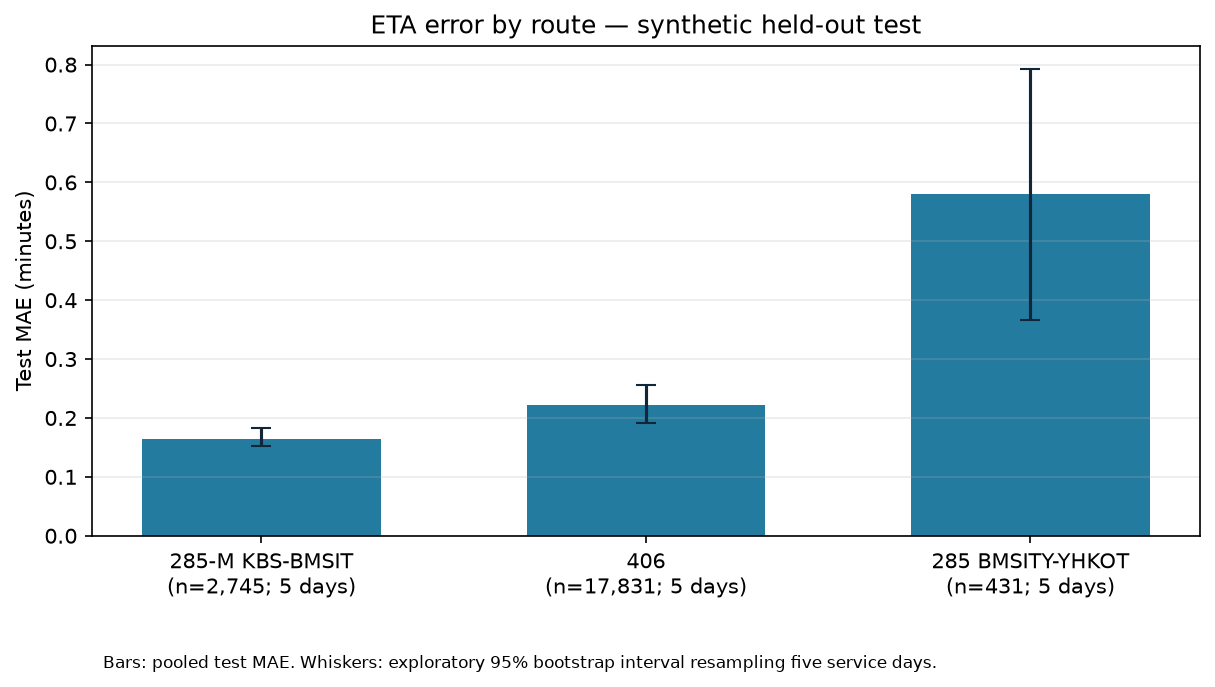 ETA error by route — synthetic held-out test
Test MAE (minutes)
0.8
0.7
0.6
0.5
0.4
0.3
0.2
0.1
0.0
285-M KBS-BMSIT
(n=2,745; 5 days)
406
(n=17,831; 5 days)
285 BMSITY-YHKOT
(n=431; 5 days)
Bars: pooled test MAE. Whiskers: exploratory 95% bootstrap interval resampling five service days.